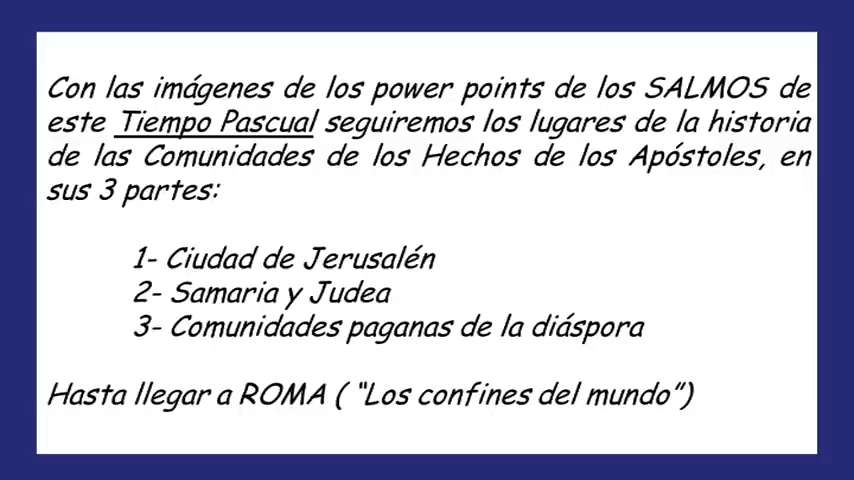 Con las imágenes de los power points de los SALMOS de
este Tiempo Pascual seguiremos los lugares de la historia
de las Comunidades de los Hechos de los Apóstoles, en
sus 3 partes:
1- Ciudad de Jerusalén
2- Samaria y Judea
3- Comunidades paganas de la diáspora
Hasta llegar a ROMA ( “Los confines del mundo”)